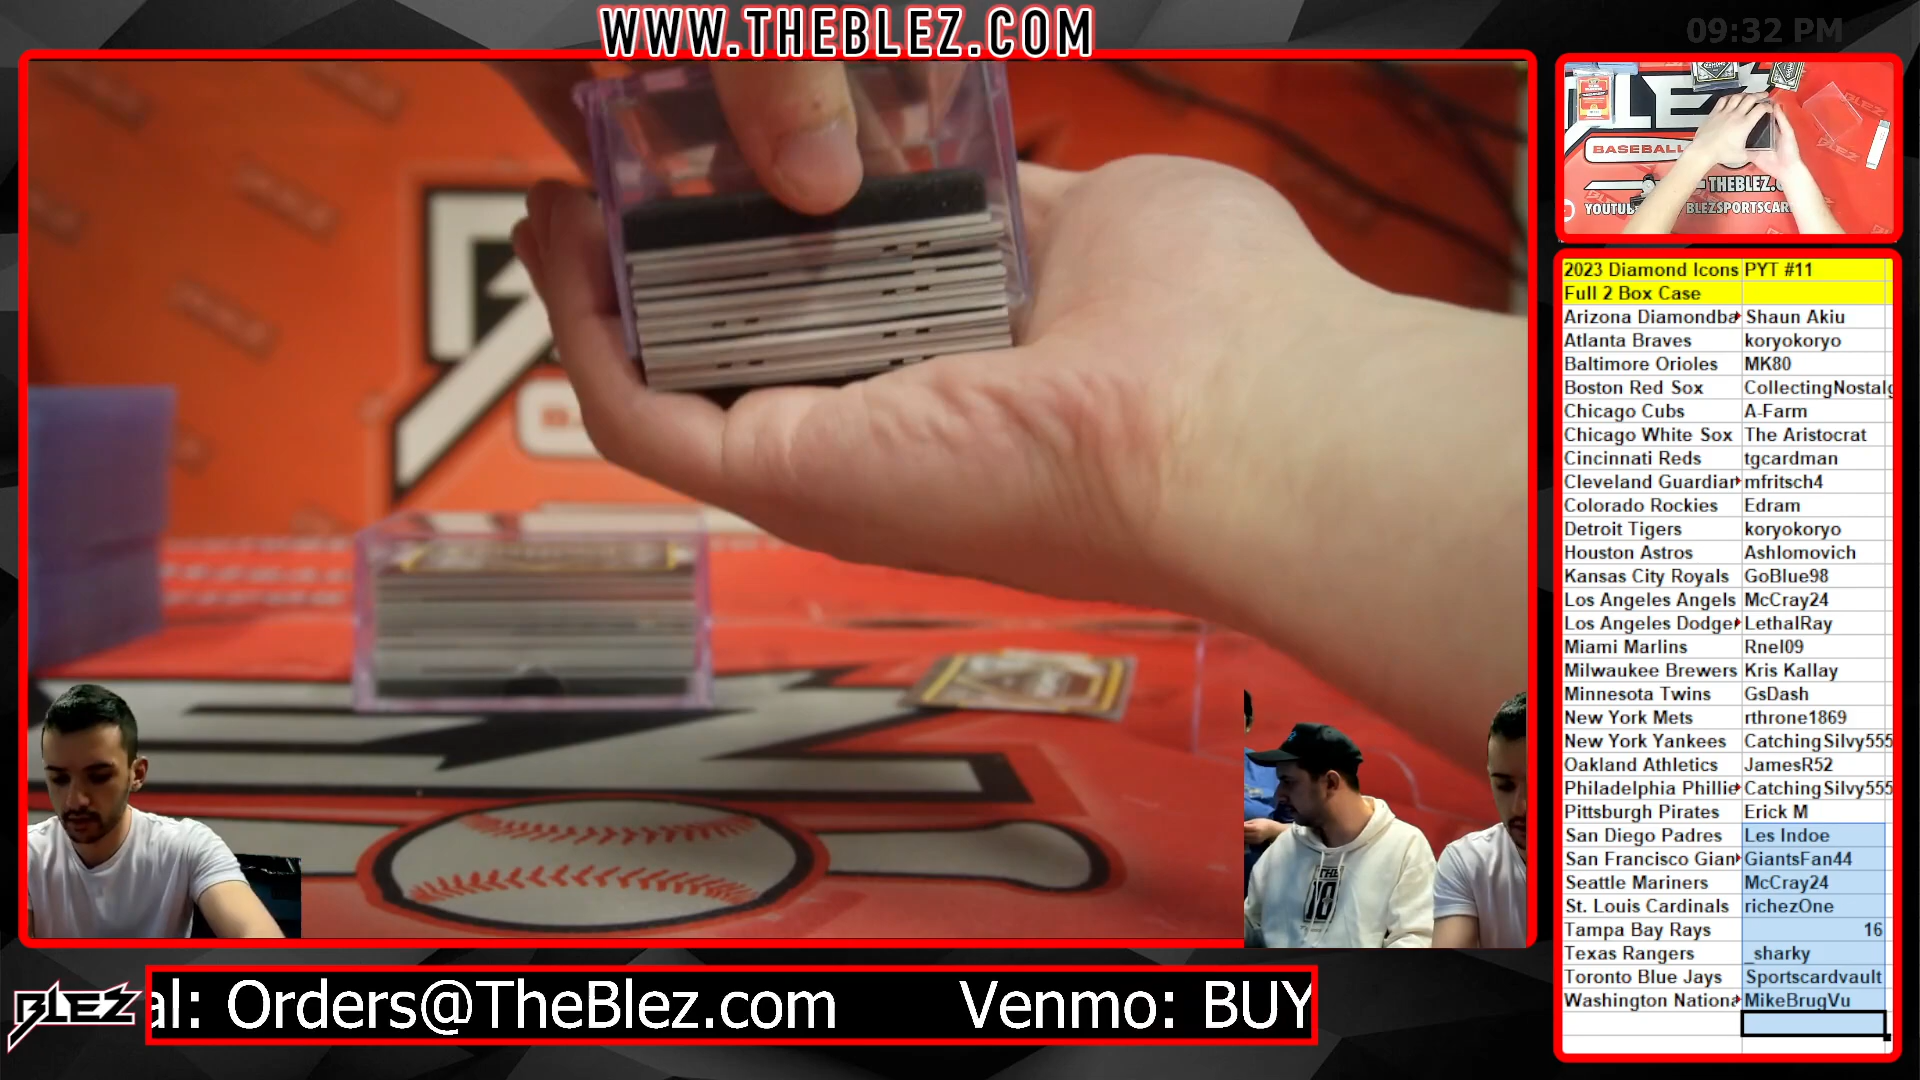 WWW.THEBLEZ.COM
09:32 PM
BASEBALL
THEBLEZ.C
YOUTUB
BLEZSPORTSCAR
2023 Diamond Icons PYT #11
Full 2 Box Case
Arizona Diamondba Shaun Akiu
Atlanta Braves koryokoryo
Baltimore Orioles MK80
Boston Red Sox CollectingNostalg
Chicago Cubs A-Farm
Chicago White Sox The Aristocrat
Cincinnati Reds tgcardman
Cleveland Guardian mfritsch4
Colorado Rockies Edram
Detroit Tigers koryokoryo
Houston Astros Ashlomovich
Kansas City Royals GoBlue98
Los Angeles Angels McCray24
Los Angeles Dodge LethalRay
Miami Marlins Rnel09
Milwaukee Brewers Kris Kallay
Minnesota Twins GsDash
New York Mets rthrone1869
New York Yankees CatchingSilvy555
Oakland Athletics JamesR52
Philadelphia Phillie CatchingSilvy555
Pittsburgh Pirates Erick M
San Diego Padres Les Indoe
San Francisco Gian GiantsFan44
Seattle Mariners McCray24
St. Louis Cardinals richezOne
Tampa Bay Rays 16
Texas Rangers _sharky
Toronto Blue Jays Sportscardvault
Washington Nationa MikeBrugVu
BLEZ
al: Orders@TheBlez.com Venmo: BUY